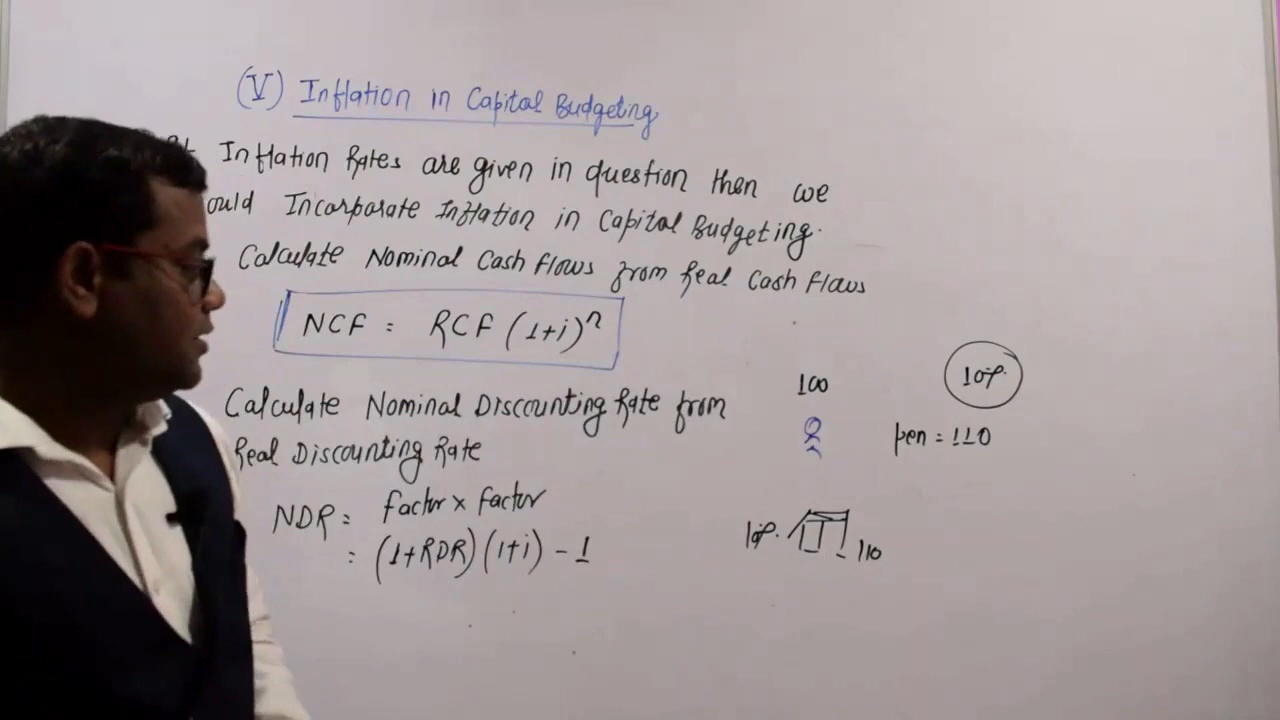 (V) Inflation in Capital Budgeting
Inflation Rates are given in question then we
ould Incorporate Inflation in Capital Budgeting.
Calculate Nominal Cash flows from Real Cash flows
NCF = RCF (1+i)^n
100
10%
Calculate Nominal Discounting Rate from
pen = 110
Real Discounting Rate
NDR = factor x factor
= (1+RDR)(1+i) - 1
10%
110